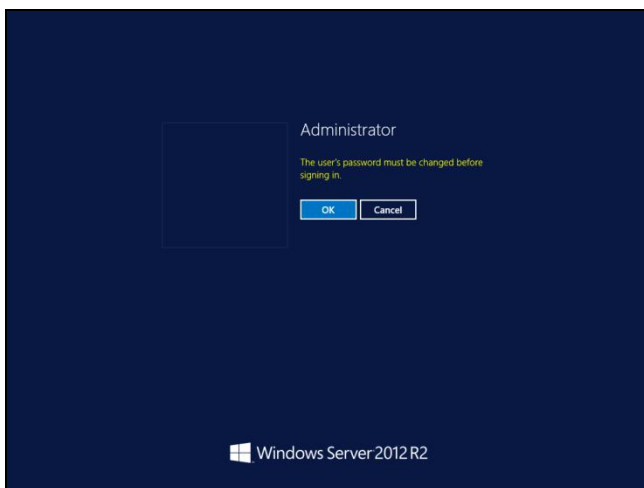 Administrator
The user's password must be changed before
signing in.
OK
Cancel
Windows Server 2012 R2